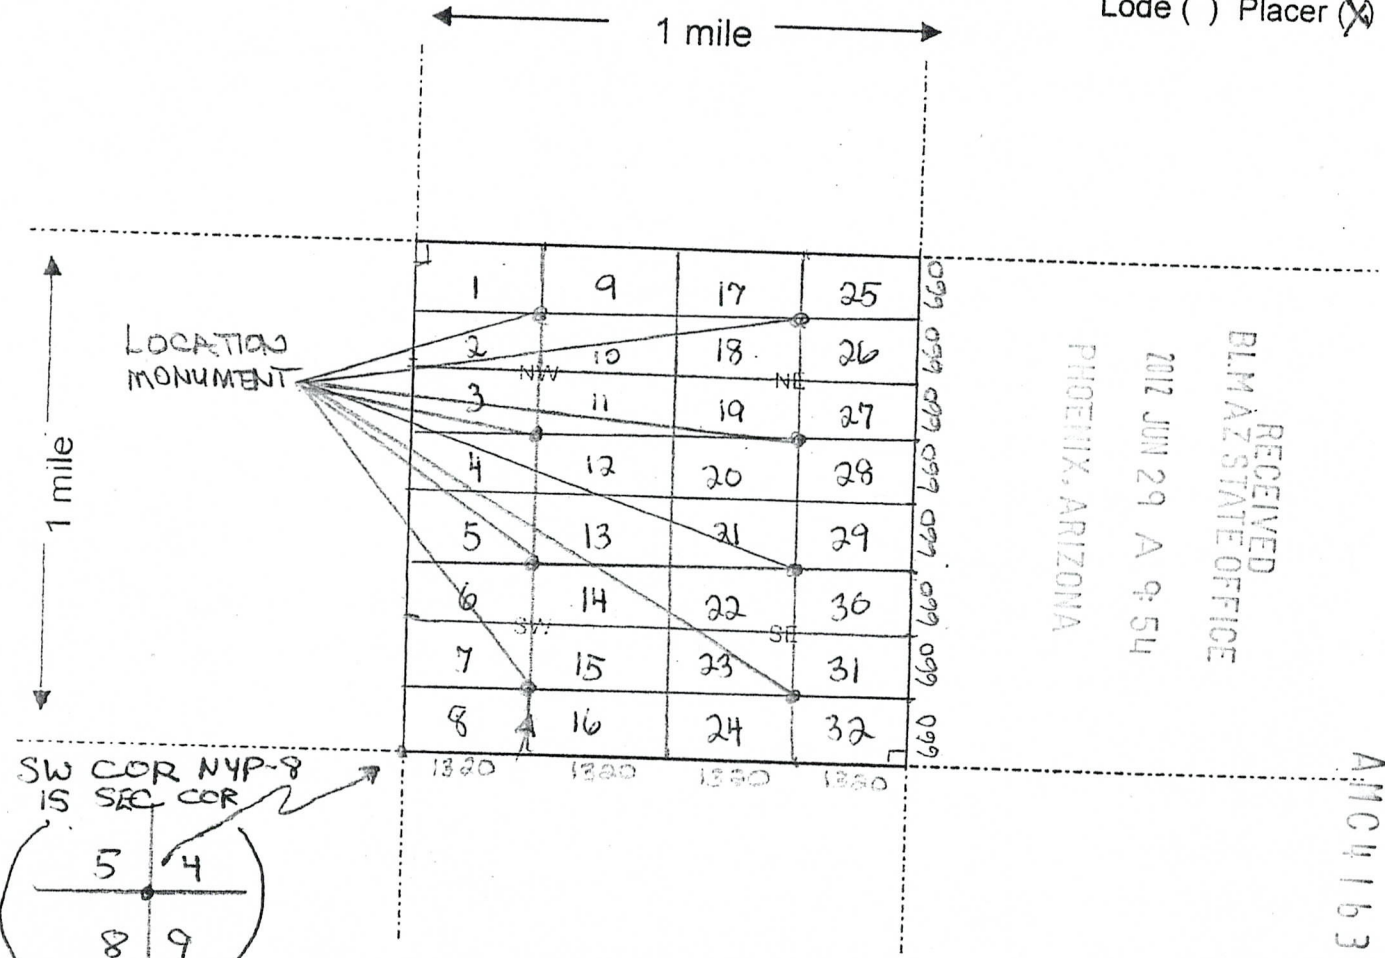 Lode ( ) Placer (X)
1 mile
1 mile
LOCATION
MONUMENT
1 9 17 25 660
2 10 18 26 660
NW NE
3 11 19 27 660
4 12 20 28 660
5 13 21 29 660
6 14 22 30 660
SW SE
7 15 23 31 660
8 16 24 32 660
1320 1320 1320 1320
SW COR NYP-8
IS SEC COR
5 4
8 9
RECEIVED
BLM AZ STATE OFFICE
2012 JUN 29 A 9:54
PHOENIX, ARIZONA
AMC4163